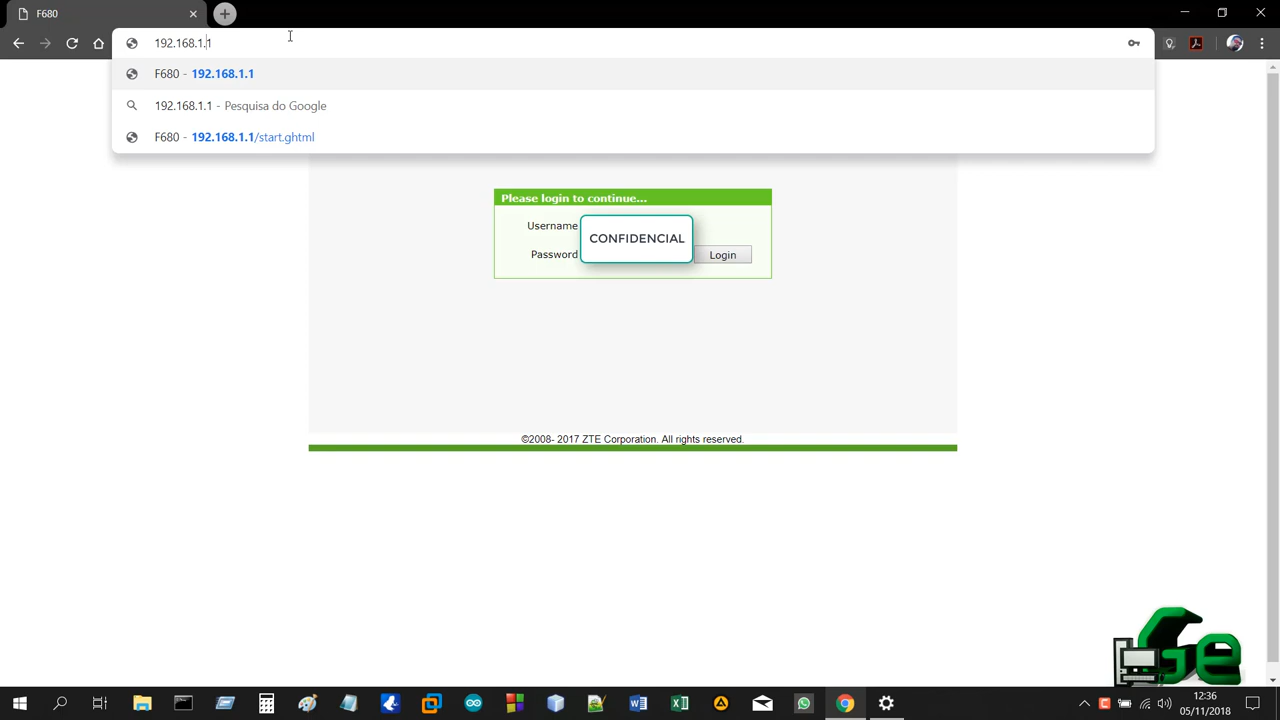 F680
192.168.1.1
F680 - 192.168.1.1
192.168.1.1 - Pesquisa do Google
F680 - 192.168.1.1/start.ghtml
Please login to continue...
Username
CONFIDENCIAL
Password
Login
©2008- 2017 ZTE Corporation. All rights reserved.
Ge
12:36
05/11/2018